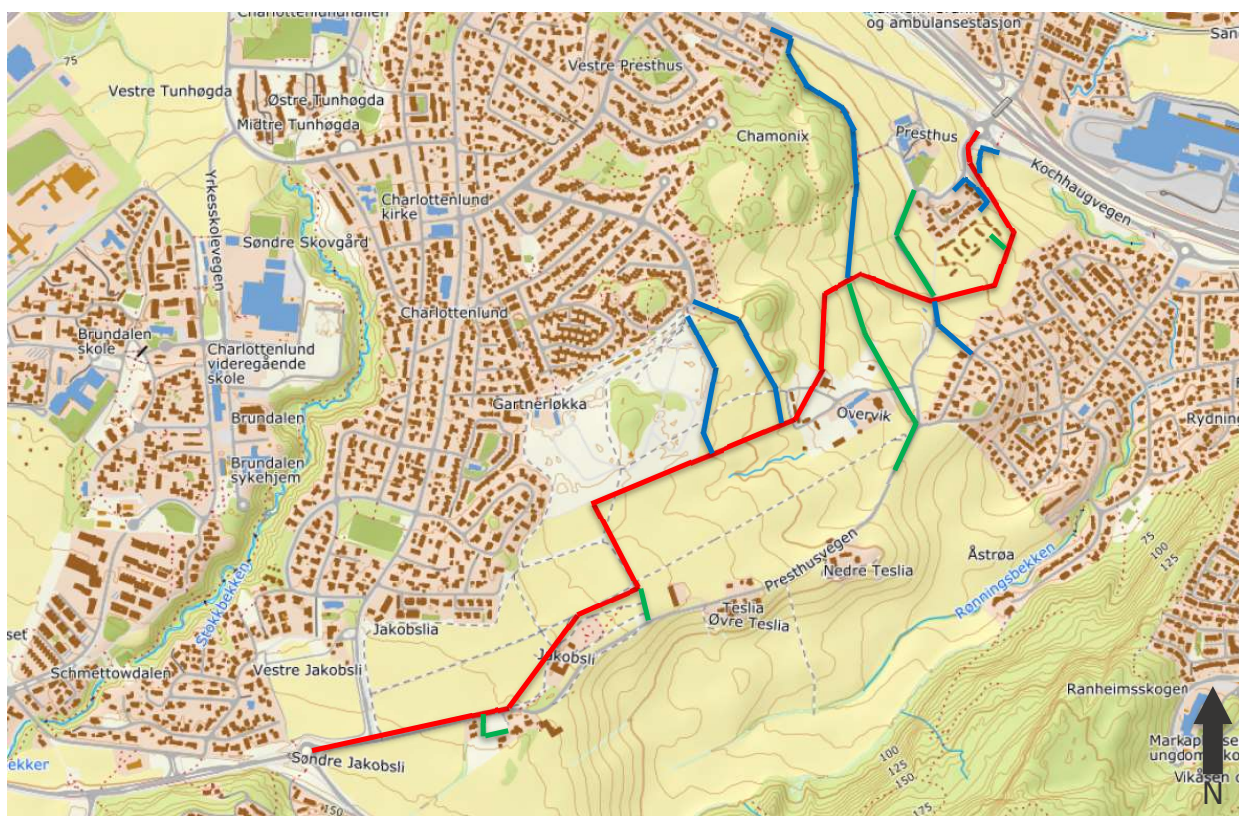 Charlottenlundhallen
og ambulansestasjon
75
Vestre Tunhøgda
Vestre Presthus
Østre Tunhøgda
Midtre Tunhøgda
Chamonix
Presthus
Kochhaugvegen
Yrkesskolevegen
Charlottenlund
kirke
Søndre Skovgård
Charlottenlund
Brundalen
skole
Charlottenlund
videregående
skole
Gartnerløkka
Overvik
Brundalen
Brundalen
sykehjem
Stokkbekken
Presthusvegen
Nedre Teslia
Åstrøa
Rønningsbekken
75
100
125
Teslia
Øvre Teslia
Jakobslia
Jakobsli
Vestre Jakobsli
Schmettowdalen
Ranheimsskogen
Søndre Jakobsli
ekker
150
100
125
150
175
N